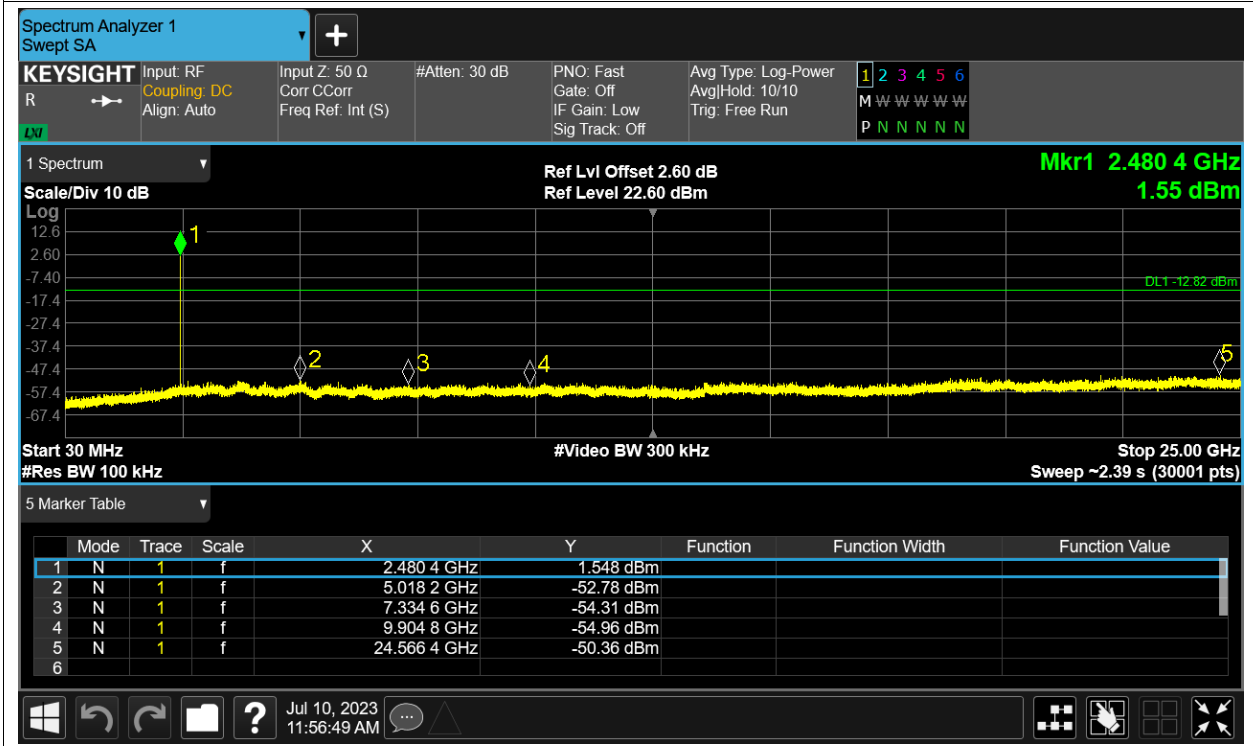 Spectrum Analyzer 1
Swept SA
+
KEYSIGHT
R
LXI
Input: RF
Coupling: DC
Align: Auto
Input Z: 50 Ω
Corr CCorr
Freq Ref: Int (S)
#Atten: 30 dB
PNO: Fast
Gate: Off
IF Gain: Low
Sig Track: Off
Avg Type: Log-Power
Avg|Hold: 10/10
Trig: Free Run
1 2 3 4 5 6
M W W W W W
P N N N N N
1 Spectrum
Scale/Div 10 dB
Ref Lvl Offset 2.60 dB
Ref Level 22.60 dBm
Mkr1 2.480 4 GHz
1.55 dBm
Log
12.6
2.60
-7.40
-17.4
-27.4
-37.4
-47.4
-57.4
-67.4
1
2
3
4
5
DL1 -12.82 dBm
Start 30 MHz
#Res BW 100 kHz
#Video BW 300 kHz
Stop 25.00 GHz
Sweep ~2.39 s (30001 pts)
5 Marker Table
Mode Trace Scale X Y Function Function Width Function Value
1 N 1 f 2.480 4 GHz 1.548 dBm
2 N 1 f 5.018 2 GHz -52.78 dBm
3 N 1 f 7.334 6 GHz -54.31 dBm
4 N 1 f 9.904 8 GHz -54.96 dBm
5 N 1 f 24.566 4 GHz -50.36 dBm
6
?
Jul 10, 2023
11:56:49 AM